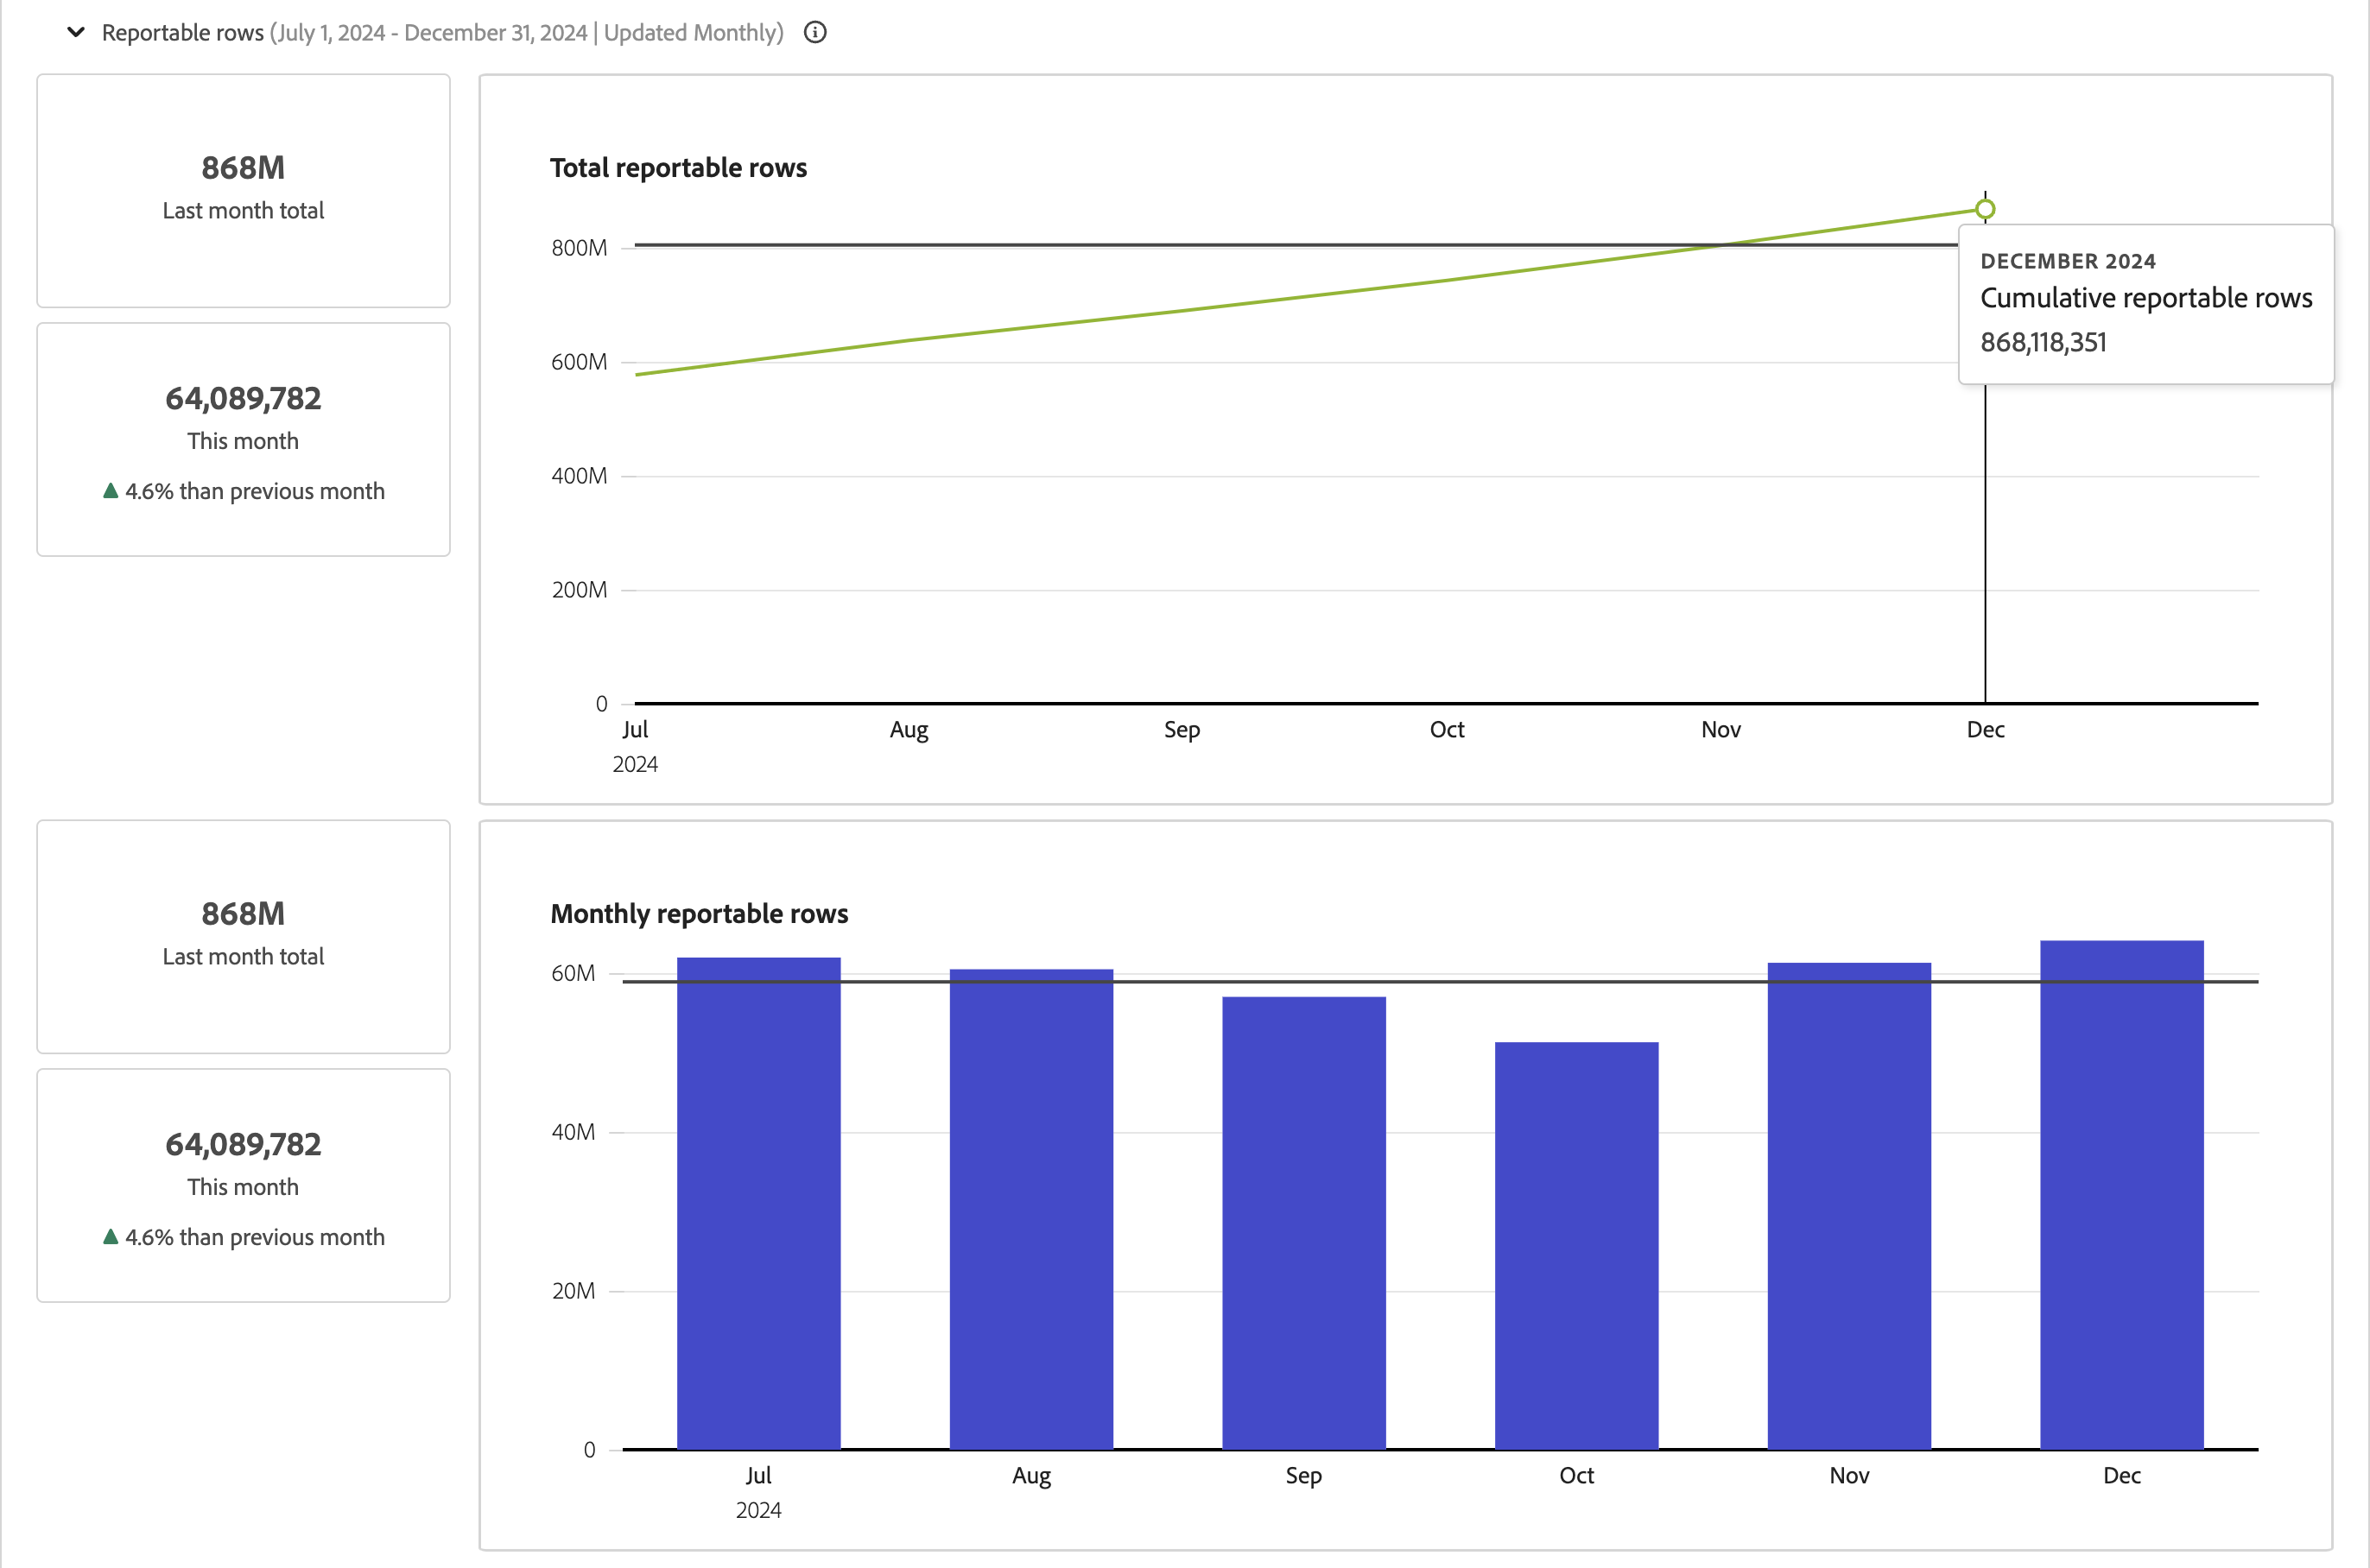 Reportable rows (July 1, 2024 - December 31, 2024 | Updated Monthly)
868M
Last month total
64,089,782
This month
4.6% than previous month
Total reportable rows
800M
600M
400M
200M
0
DECEMBER 2024
Cumulative reportable rows
868,118,351
Jul Aug Sep Oct Nov Dec
2024
868M
Last month total
64,089,782
This month
4.6% than previous month
Monthly reportable rows
60M
40M
20M
0
Jul Aug Sep Oct Nov Dec
2024